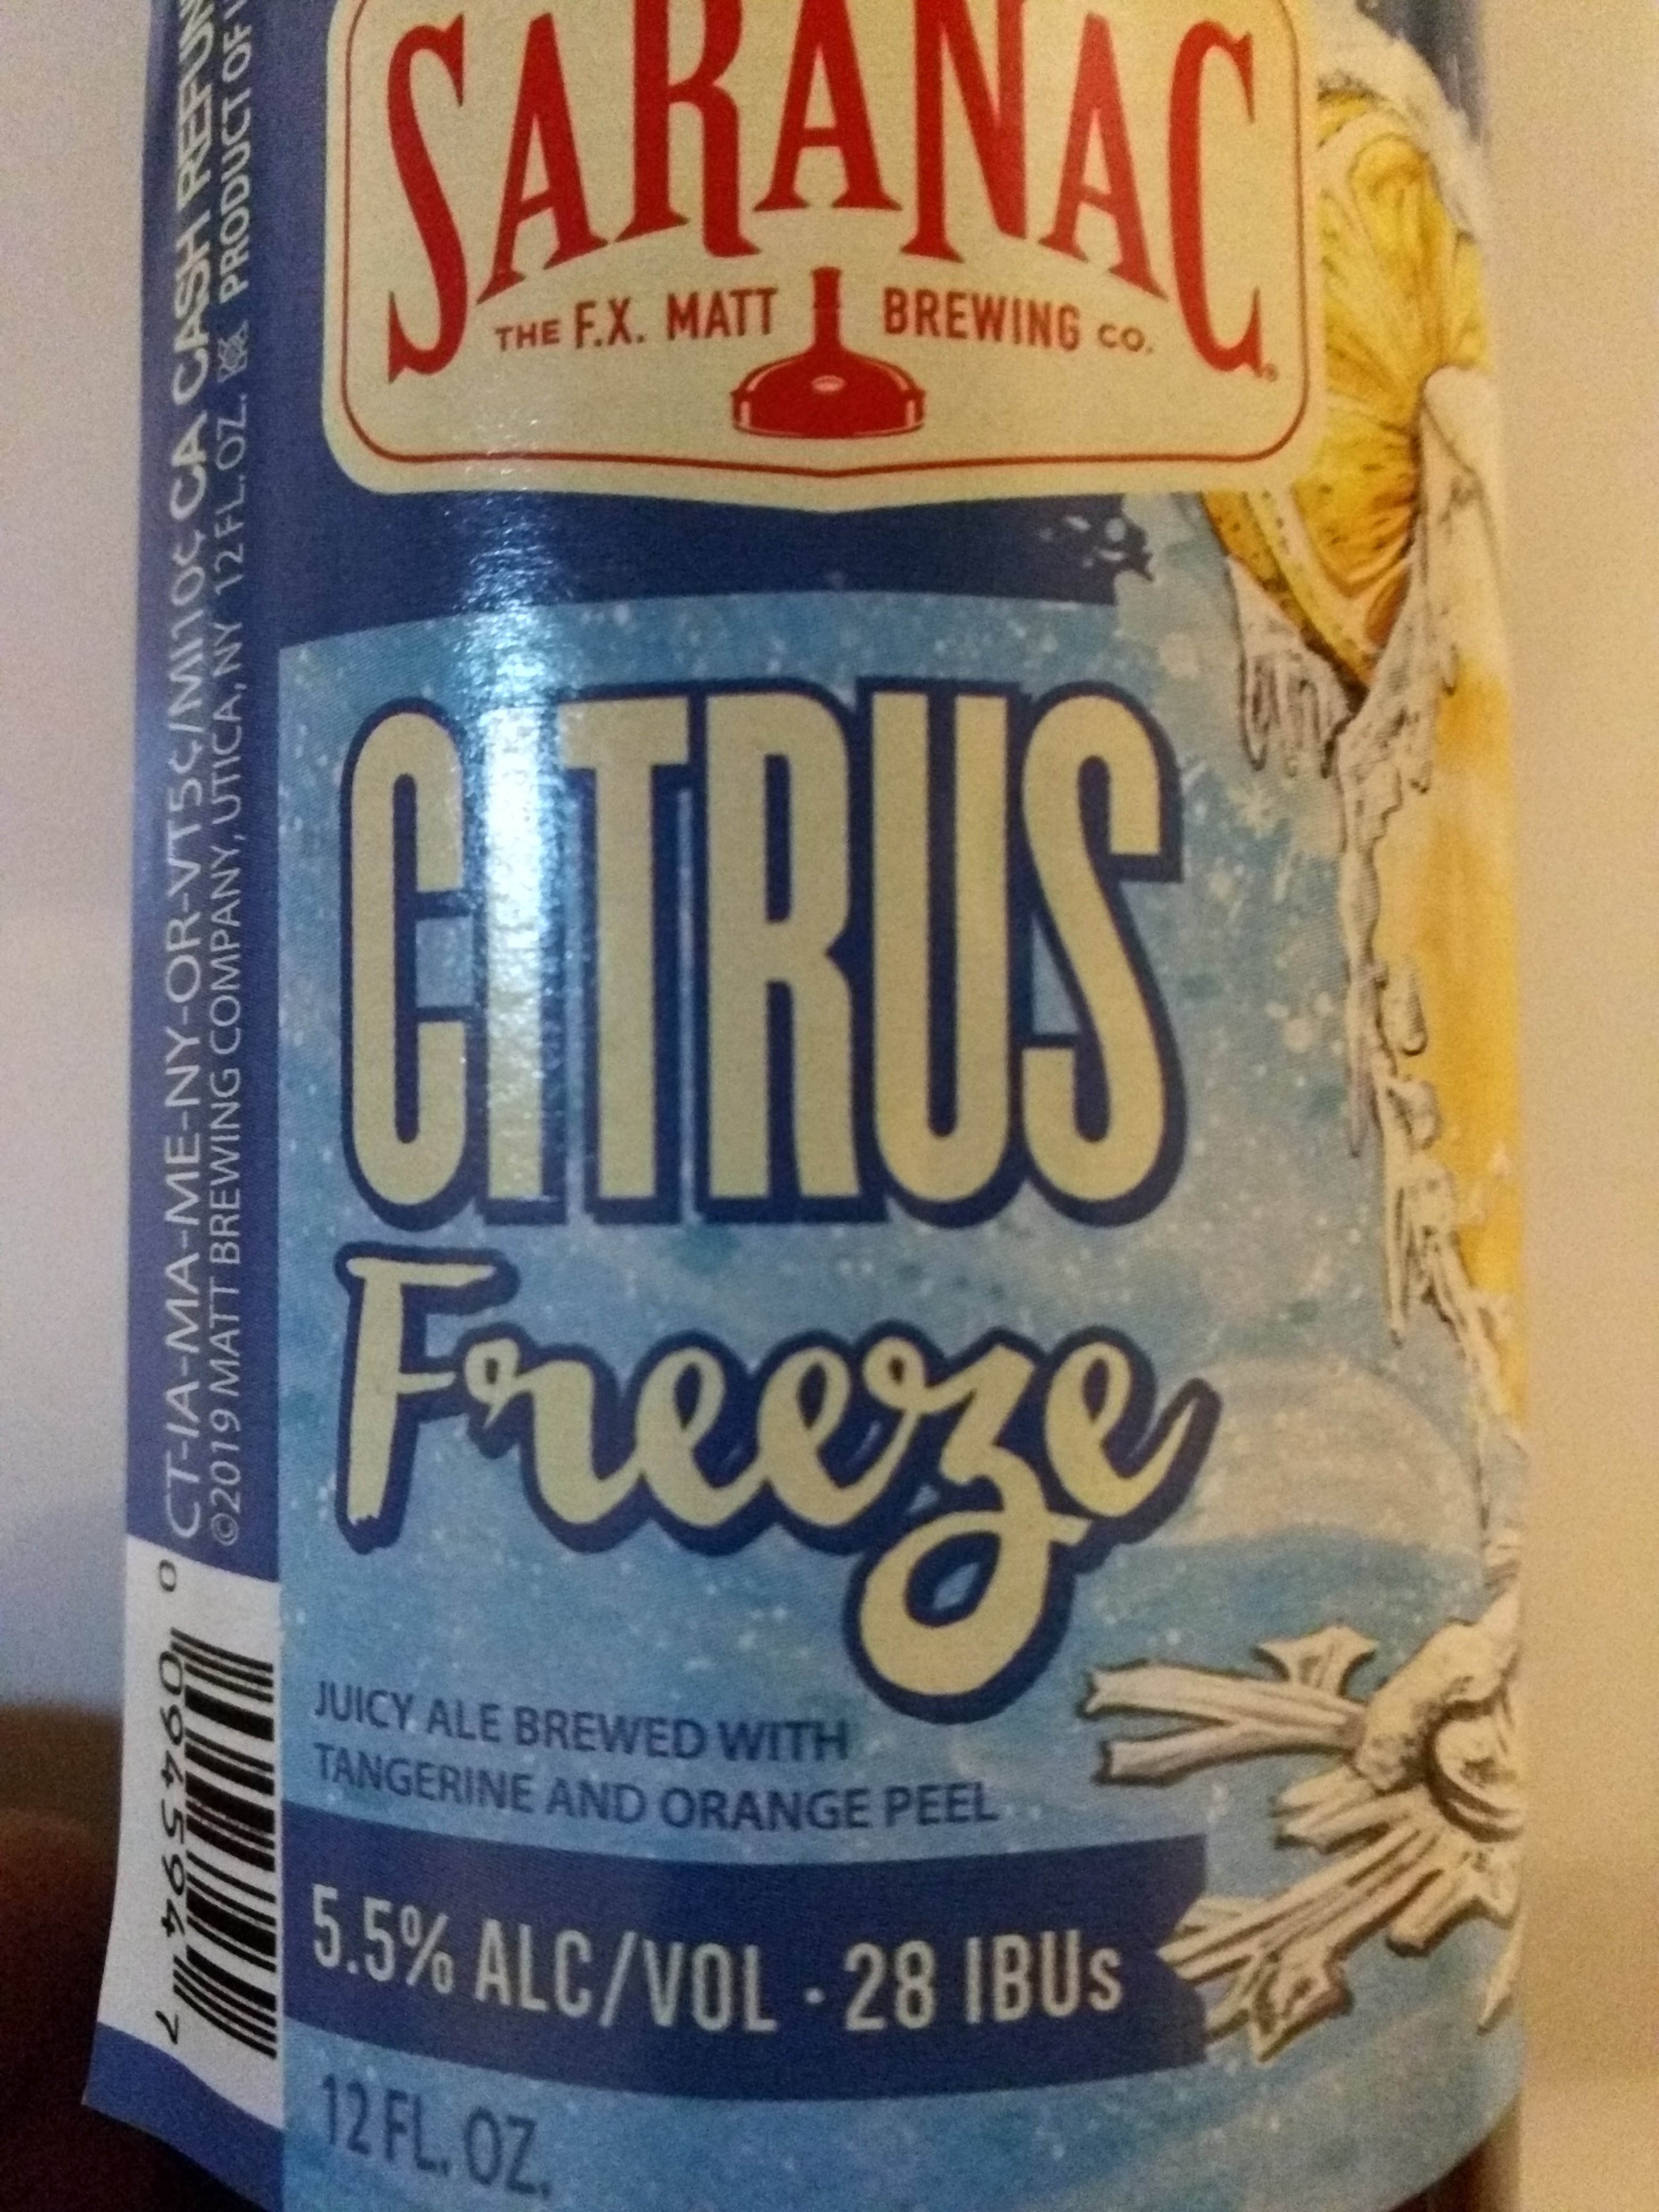 SARANAC
THE F.X. MATT BREWING CO.
CITRUS
Freeze
JUICY ALE BREWED WITH
TANGERINE AND ORANGE PEEL
5.5% ALC/VOL · 28 IBUs
12 FL. OZ.
CT-IA-MA-ME-NY-OR-VT5¢/MI10¢ CA CASH REFUN
©2019 MATT BREWING COMPANY, UTICA, NY 12 FL. OZ. PRODUCT OF
0 94594 7